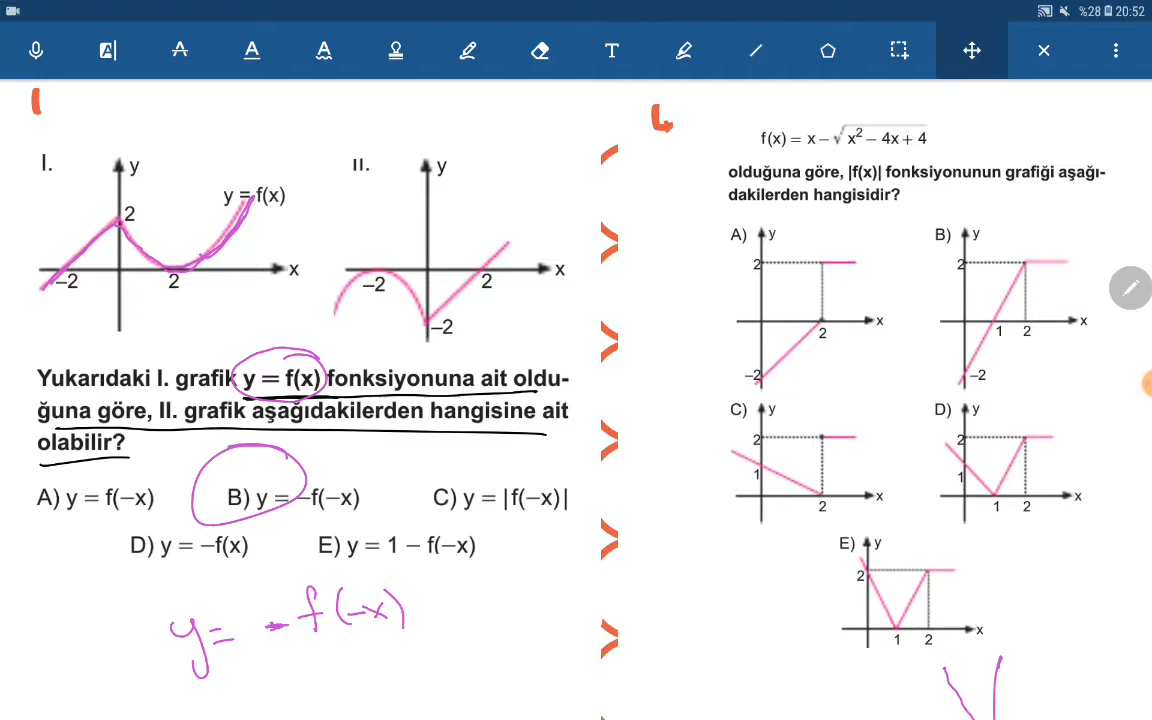 %28 20:52
I.
y
y = f(x)
2
x
−2
2
II.
y
x
−2
2
−2
Yukarıdaki I. grafik y = f(x) fonksiyonuna ait oldu-
ğuna göre, II. grafik aşağıdakilerden hangisine ait
olabilir?
A) y = f(−x) B) y = −f(−x) C) y = |f(−x)|
D) y = −f(x) E) y = 1 − f(−x)
y = -f(-x)
f(x) = x − √x² − 4x + 4
olduğuna göre, |f(x)| fonksiyonunun grafiği aşağı-
dakilerden hangisidir?
A) y
2
x
2
−2
B) y
2
x
1 2
−2
C) y
2
1
x
2
D) y
2
1
x
1 2
E) y
2
x
1 2